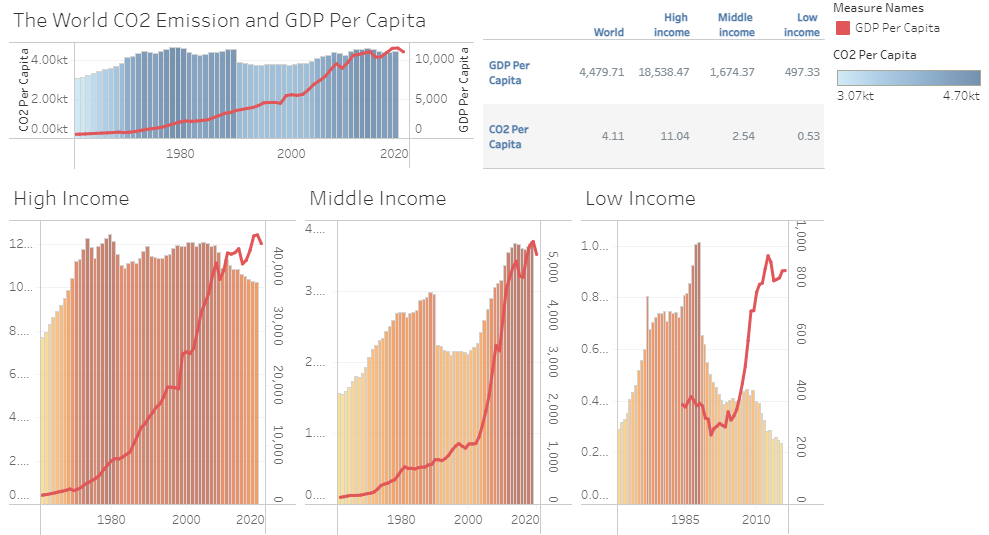 The World CO2 Emission and GDP Per Capita
CO2 Per Capita
4.00kt
2.00kt
0.00kt
10,000
5,000
0
GDP Per Capita
1980 2000 2020
World High income Middle income Low income
GDP Per Capita 4,479.71 18,538.47 1,674.37 497.33
CO2 Per Capita 4.11 11.04 2.54 0.53
Measure Names
GDP Per Capita
CO2 Per Capita
3.07kt 4.70kt
High Income
12...
10...
8....
6....
4....
2....
0....
40,000
30,000
20,000
10,000
0
1980 2000 2020
Middle Income
4....
3....
2....
1....
0....
5,000
4,000
3,000
2,000
1,000
0
1980 2000 2020
Low Income
1.0...
0.8...
0.6...
0.4...
0.2...
0.0...
1,000
800
600
400
200
0
1985 2010